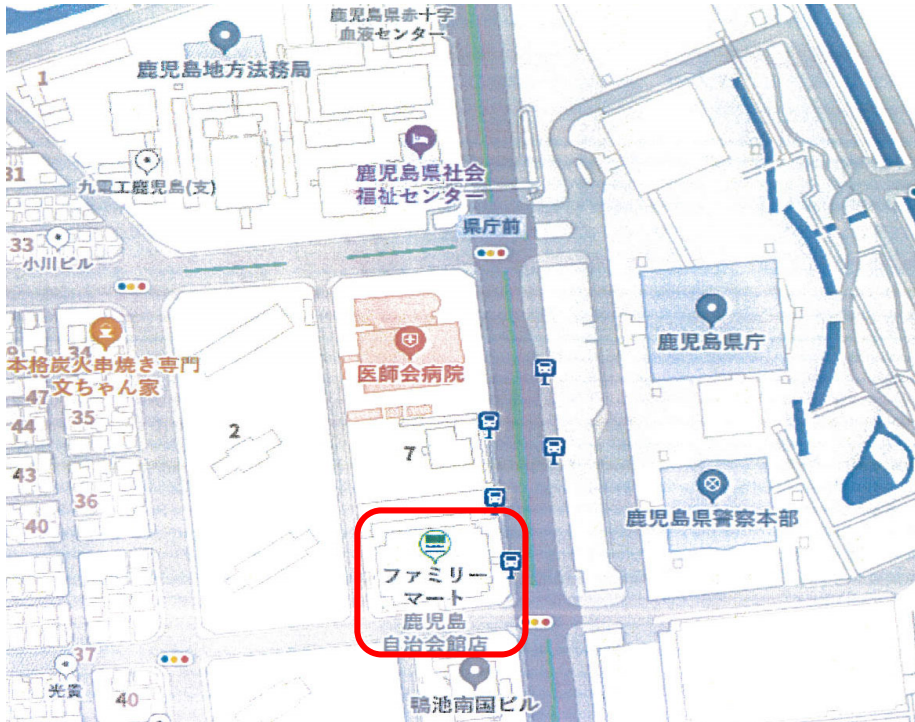 鹿児島県赤十字
血液センター
鹿児島地方法務局
1
鹿児島県社会
福祉センター
31
九電工鹿児島(支)
県庁前
33
小川ビル
34
本格炭火串焼き専門
文ちゃん家
医師会病院
鹿児島県庁
47
35
44
2
7
43
36
40
鹿児島県警察本部
ファミリー
マート
鹿児島
自治会館店
37
光貴
40
鴨池南国ビル